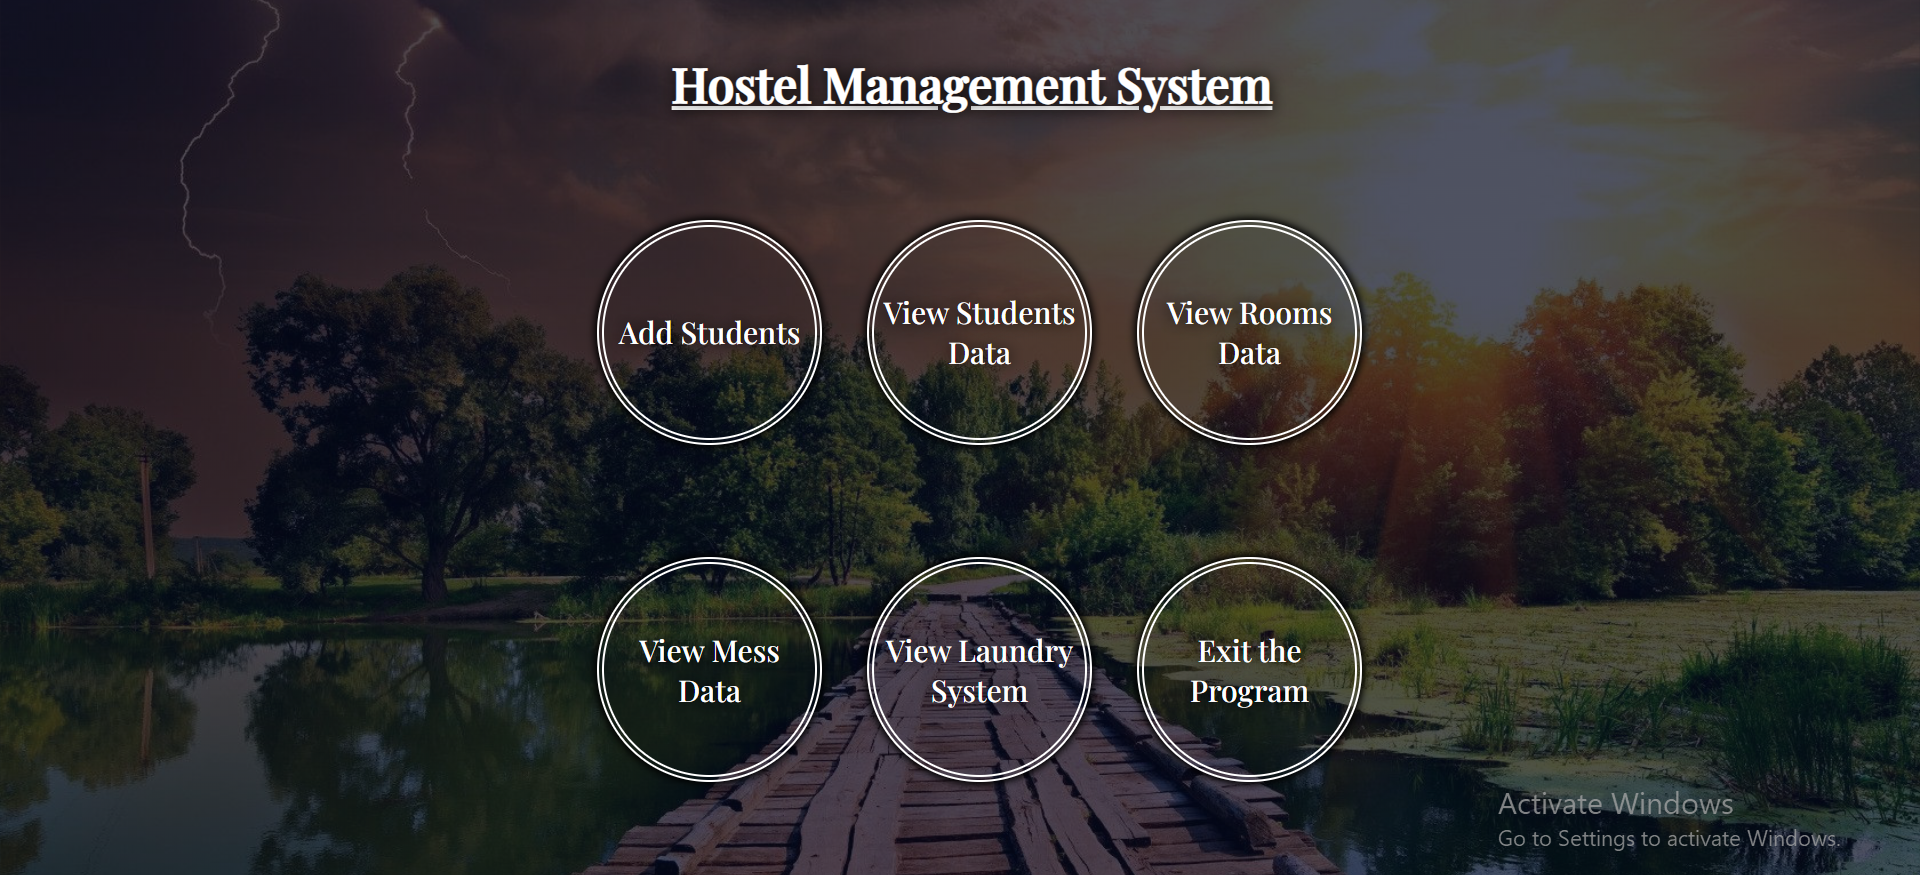 Hostel Management System
Add Students
View Students
Data
View Rooms
Data
View Mess
Data
View Laundry
System
Exit the
Program
Activate Windows
Go to Settings to activate Windows.